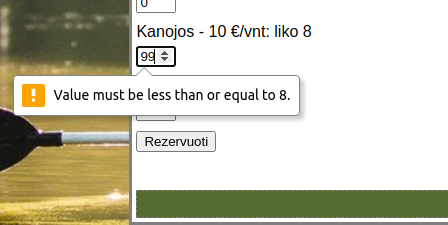 0
Kanojos - 10 €/vnt: liko 8
99
Value must be less than or equal to 8.
Rezervuoti